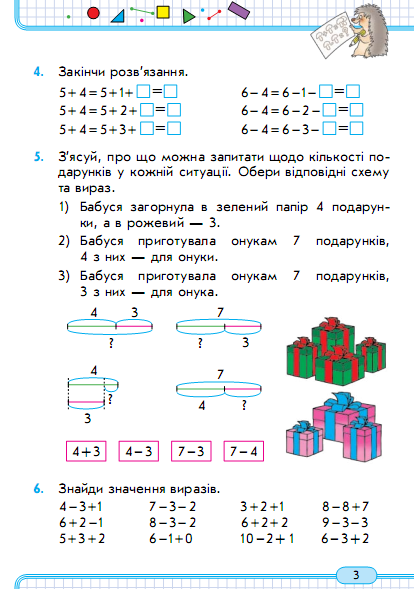 4. Закінчи розв'язання.
5+4=5+1+□=□ 6-4=6-1-□=□
5+4=5+2+□=□ 6-4=6-2-□=□
5+4=5+3+□=□ 6-4=6-3-□=□
5. З'ясуй, про що можна запитати щодо кількості по-
дарунків у кожній ситуації. Обери відповідні схему
та вираз.
1) Бабуся загорнула в зелений папір 4 подарун-
ки, а в рожевий — 3.
2) Бабуся приготувала онукам 7 подарунків,
4 з них — для онуки.
3) Бабуся приготувала онукам 7 подарунків,
3 з них — для онука.
4 3 7
? ? 3
4 7
? 4 ?
3
4+3 4-3 7-3 7-4
6. Знайди значення виразів.
4-3+1 7-3-2 3+2+1 8-8+7
6+2-1 8-3-2 6+2+2 9-3-3
5+3+2 6-1+0 10-2+1 6-3+2
3